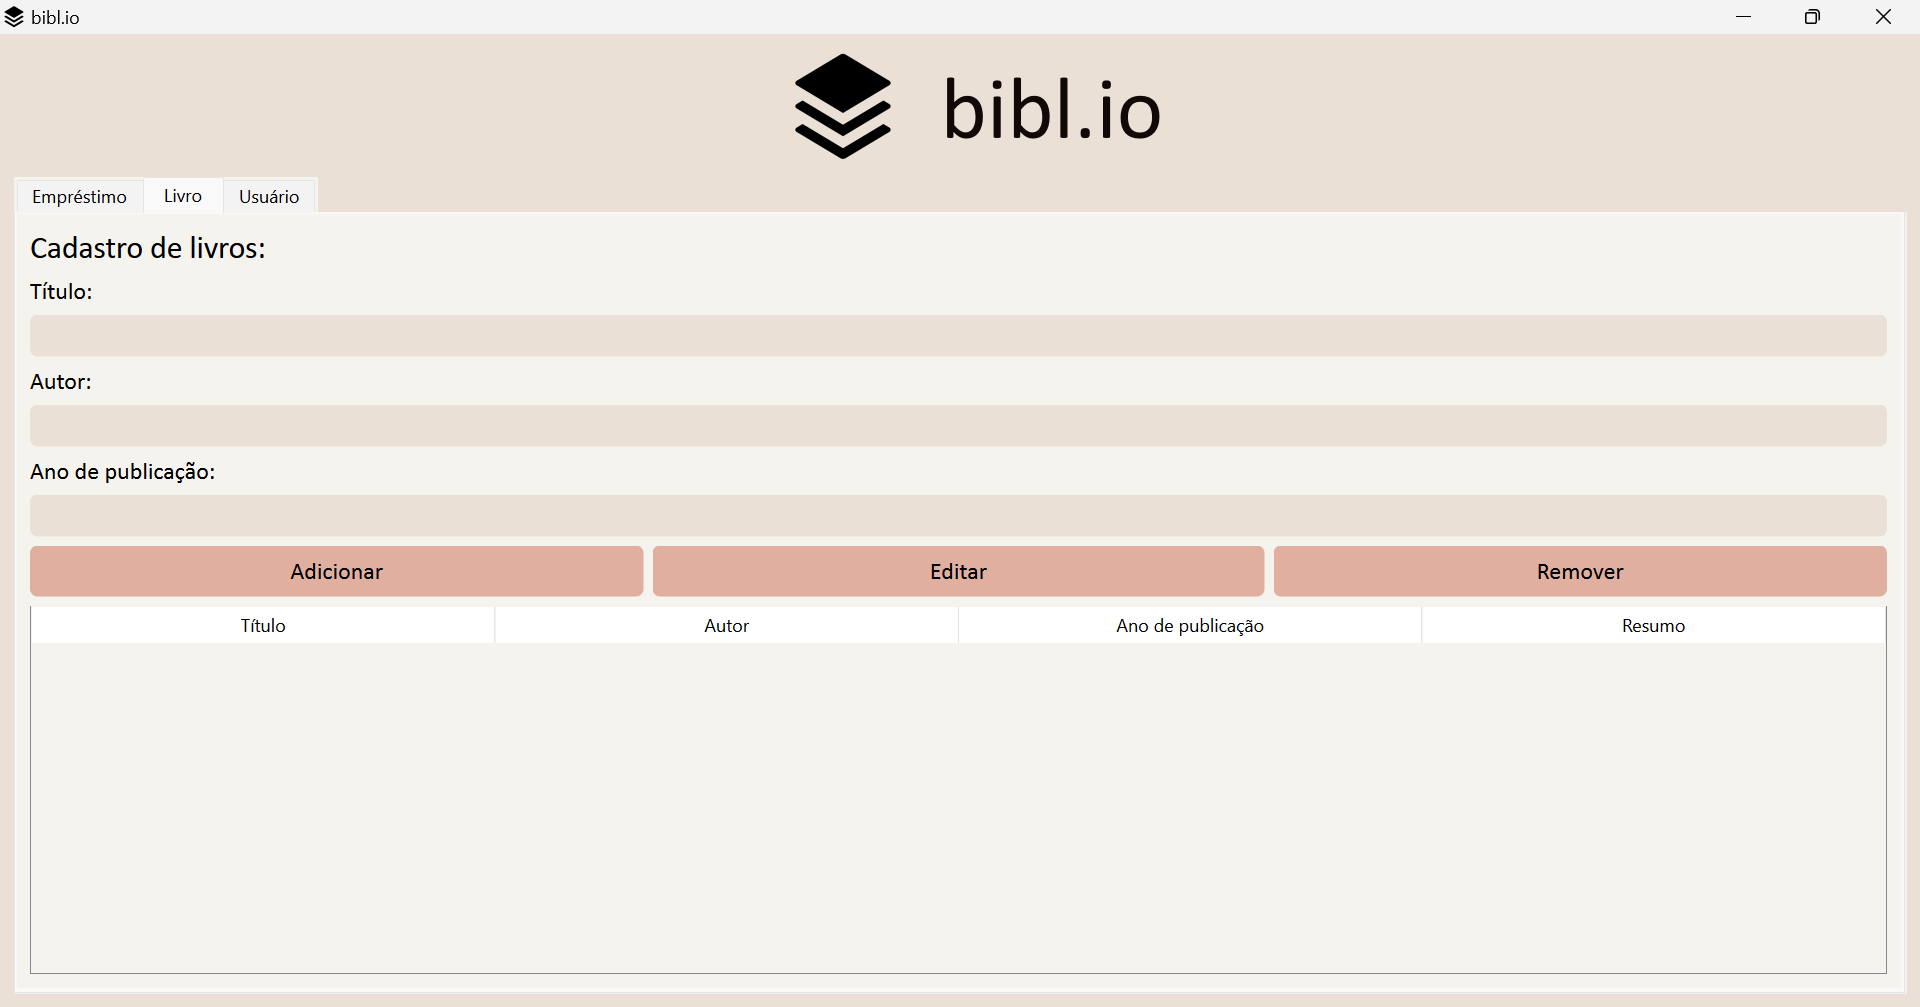 bibl.io
bibl.io
Empréstimo Livro Usuário
Cadastro de livros:
Título:
Autor:
Ano de publicação:
Adicionar Editar Remover
Título Autor Ano de publicação Resumo